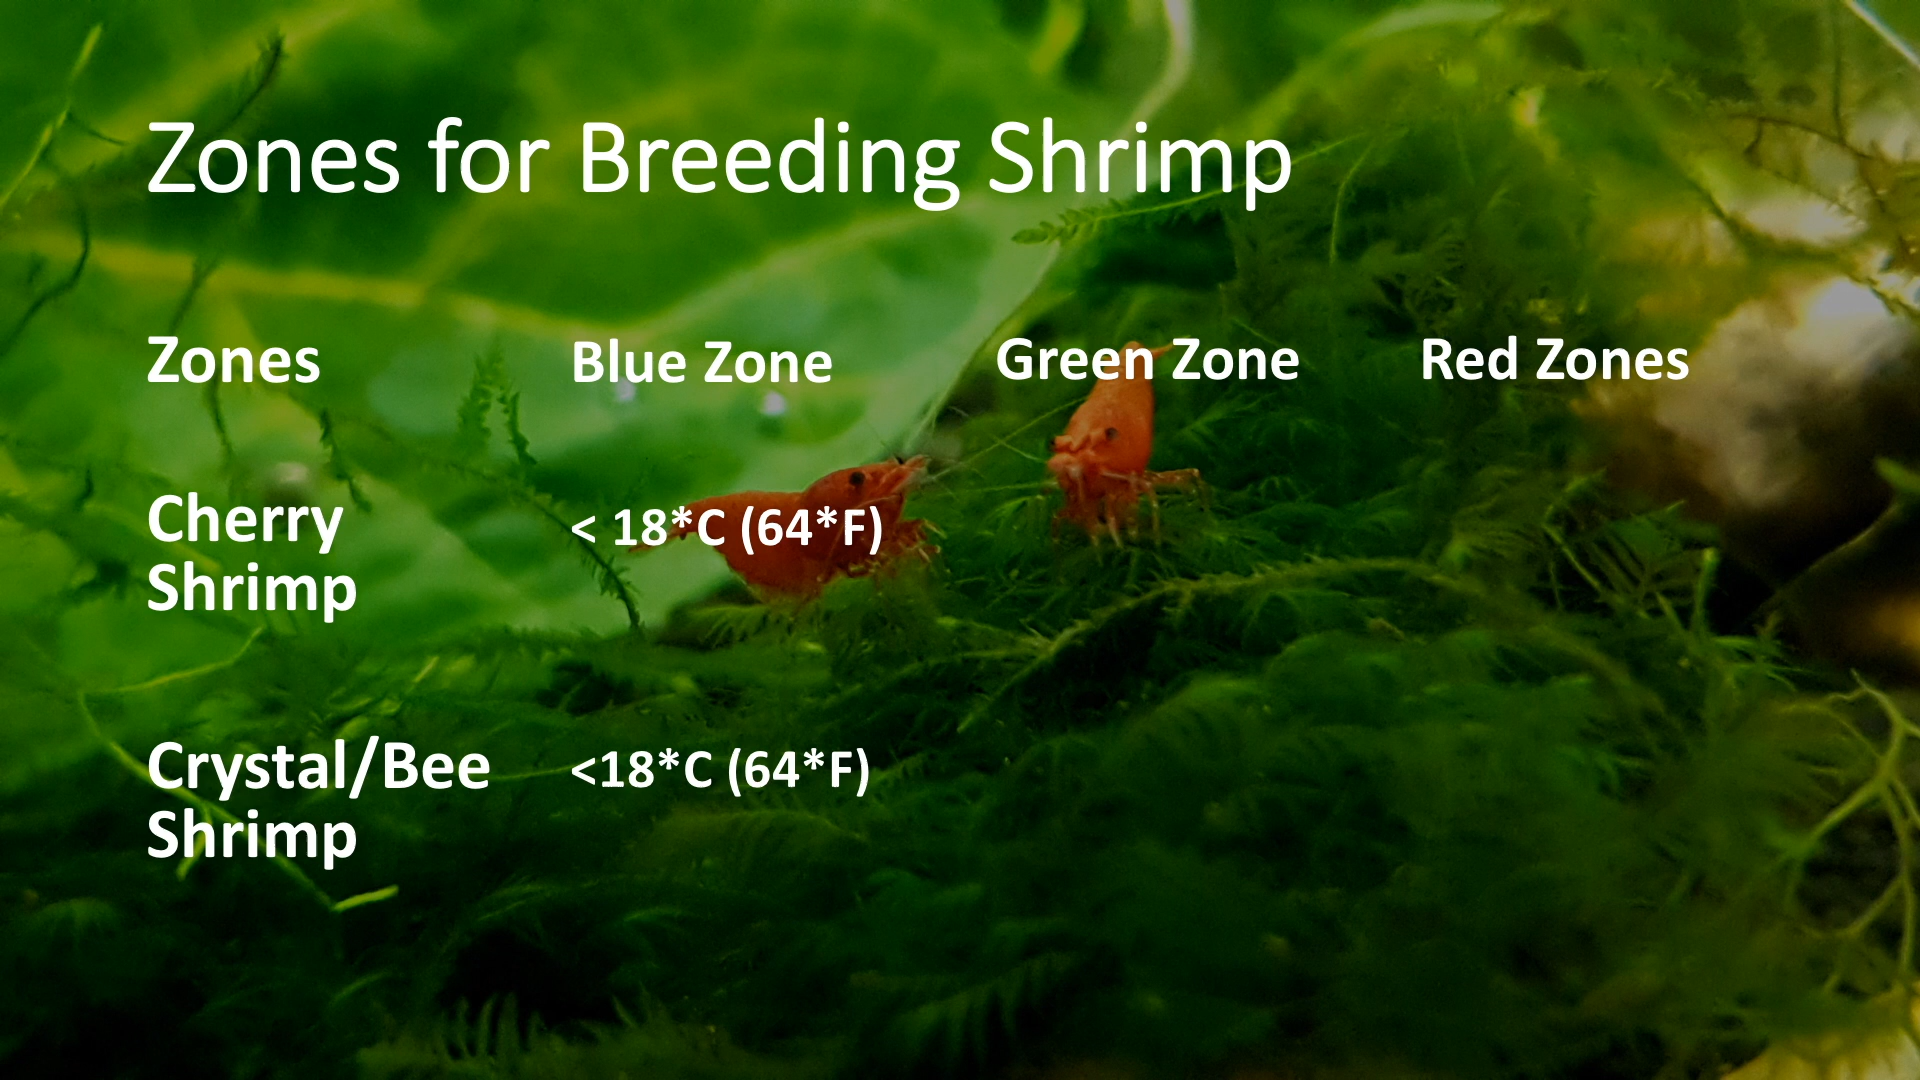 Zones for Breeding Shrimp
Zones Blue Zone Green Zone Red Zones
Cherry Shrimp < 18*C (64*F)
Crystal/Bee Shrimp <18*C (64*F)